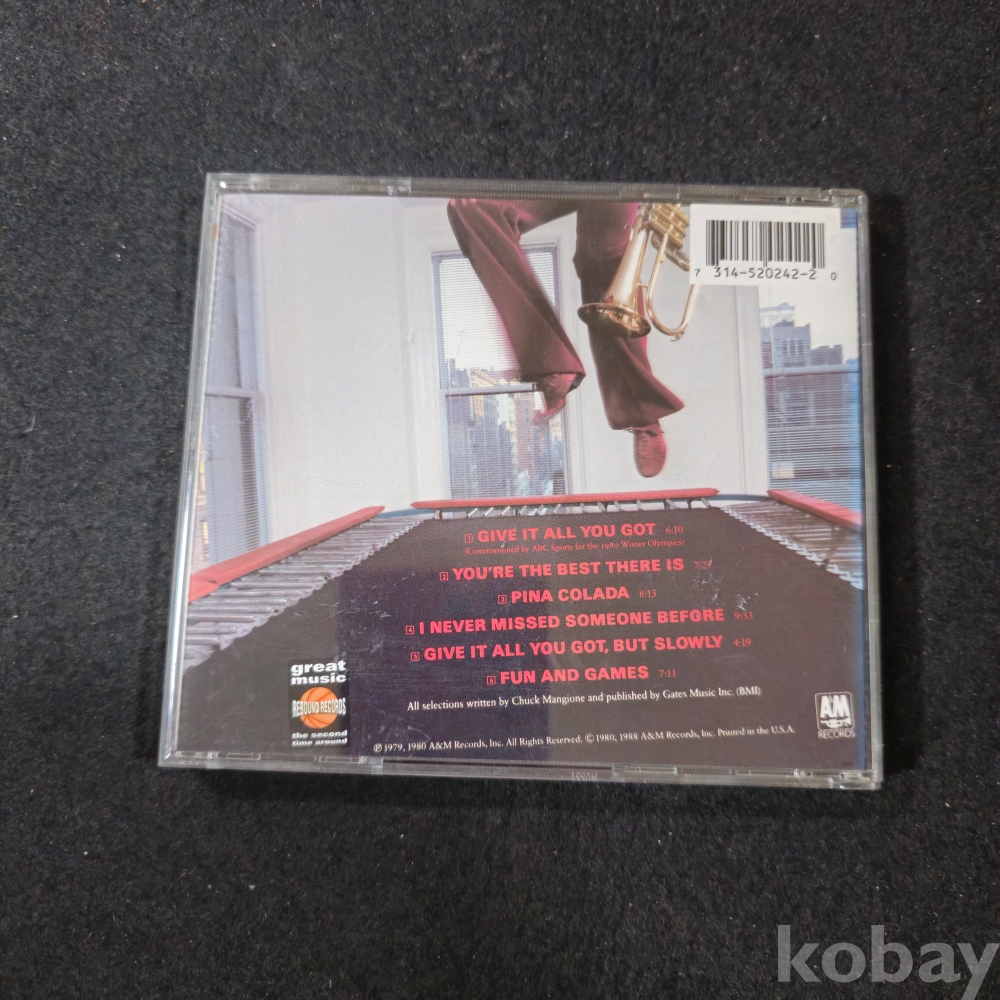 7 314-520242-2 0
1 GIVE IT ALL YOU GOT 6:10
(Commissioned by ABC Sports for the 1980 Winter Olympics)
2 YOU'RE THE BEST THERE IS 7:27
3 PINA COLADA 8:13
4 I NEVER MISSED SOMEONE BEFORE 9:33
5 GIVE IT ALL YOU GOT, BUT SLOWLY 4:19
6 FUN AND GAMES 7:11
All selections written by Chuck Mangione and published by Gates Music Inc. (BMI)
great
music
REBOUND RECORDS
the second
time around
A&M
RECORDS
℗ 1979, 1980 A&M Records, Inc. All Rights Reserved. © 1980, 1988 A&M Records, Inc. Printed in the U.S.A.
kobay